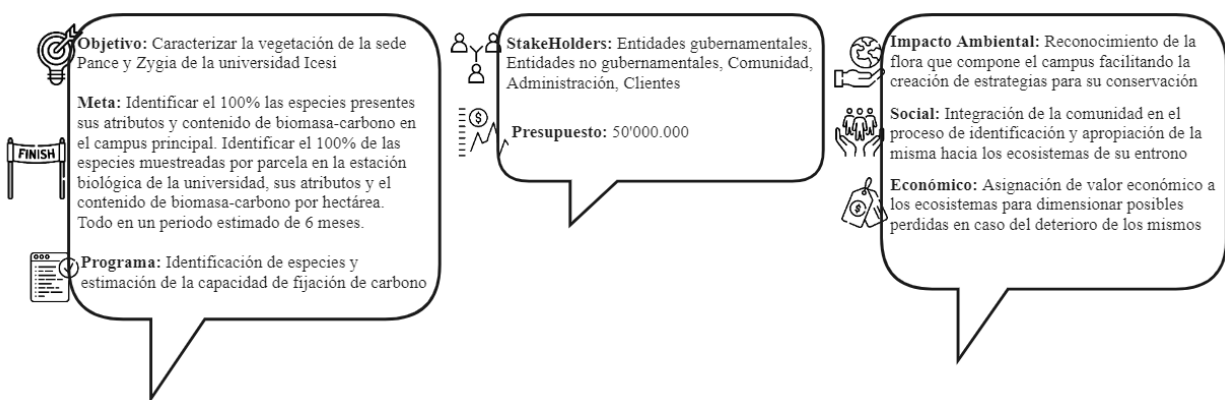 Objetivo: Caracterizar la vegetación de la sede
Pance y Zygia de la universidad Icesi
Meta: Identificar el 100% las especies presentes
sus atributos y contenido de biomasa-carbono en
el campus principal. Identificar el 100% de las
especies muestreadas por parcela en la estación
biológica de la universidad, sus atributos y el
contenido de biomasa-carbono por hectárea.
Todo en un periodo estimado de 6 meses.
FINISH
Programa: Identificación de especies y
estimación de la capacidad de fijación de carbono
StakeHolders: Entidades gubernamentales,
Entidades no gubernamentales, Comunidad,
Administración, Clientes
Presupuesto: 50'000.000
Impacto Ambiental: Reconocimiento de la
flora que compone el campus facilitando la
creación de estrategias para su conservación
Social: Integración de la comunidad en el
proceso de identificación y apropiación de la
misma hacia los ecosistemas de su entrono
Económico: Asignación de valor económico a
los ecosistemas para dimensionar posibles
perdidas en caso del deterioro de los mismos